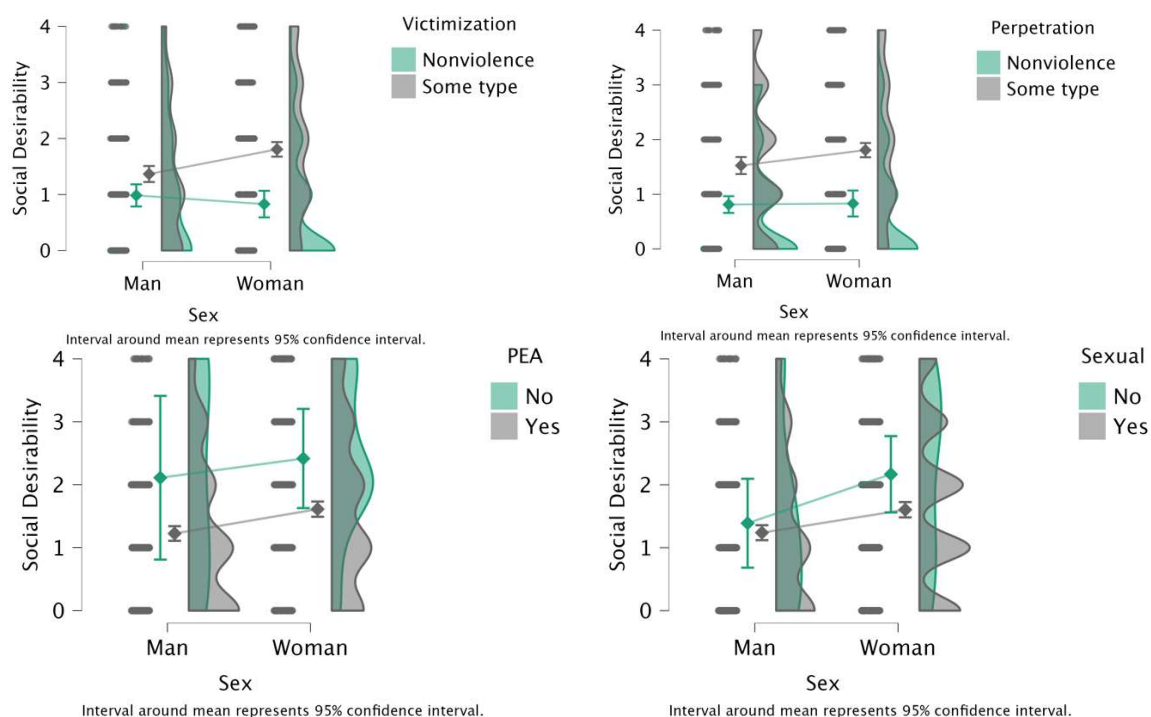 Victimization
Nonviolence
Some type
Social Desirability
4
3
2
1
0
Man
Woman
Sex
Interval around mean represents 95% confidence interval.
Perpetration
Nonviolence
Some type
Social Desirability
4
3
2
1
0
Man
Woman
Sex
Interval around mean represents 95% confidence interval.
PEA
No
Yes
Social Desirability
4
3
2
1
0
Man
Woman
Sex
Interval around mean represents 95% confidence interval.
Sexual
No
Yes
Social Desirability
4
3
2
1
0
Man
Woman
Sex
Interval around mean represents 95% confidence interval.